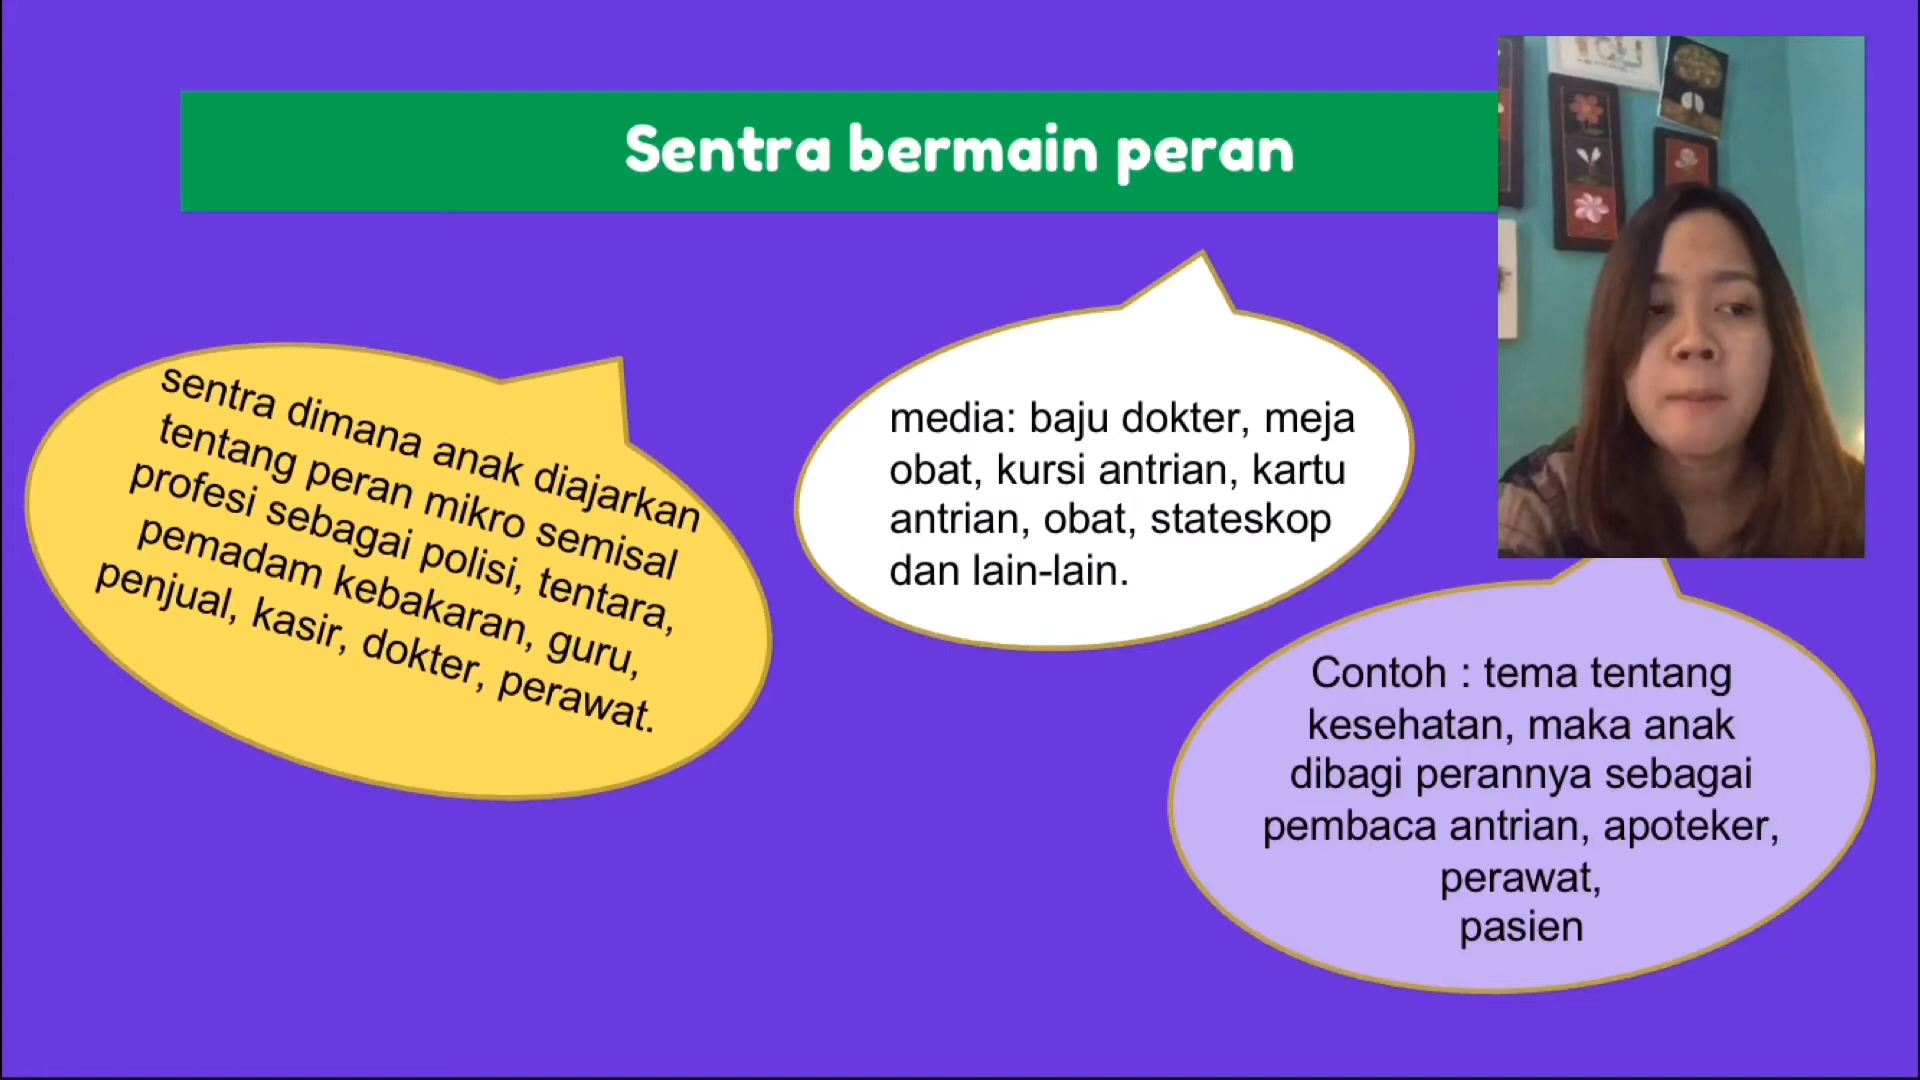 Sentra bermain peran
sentra dimana anak diajarkan
tentang peran mikro semisal
profesi sebagai polisi, tentara,
pemadam kebakaran, guru,
penjual, kasir, dokter, perawat.
media: baju dokter, meja
obat, kursi antrian, kartu
antrian, obat, stateskop
dan lain-lain.
Contoh : tema tentang
kesehatan, maka anak
dibagi perannya sebagai
pembaca antrian, apoteker,
perawat,
pasien